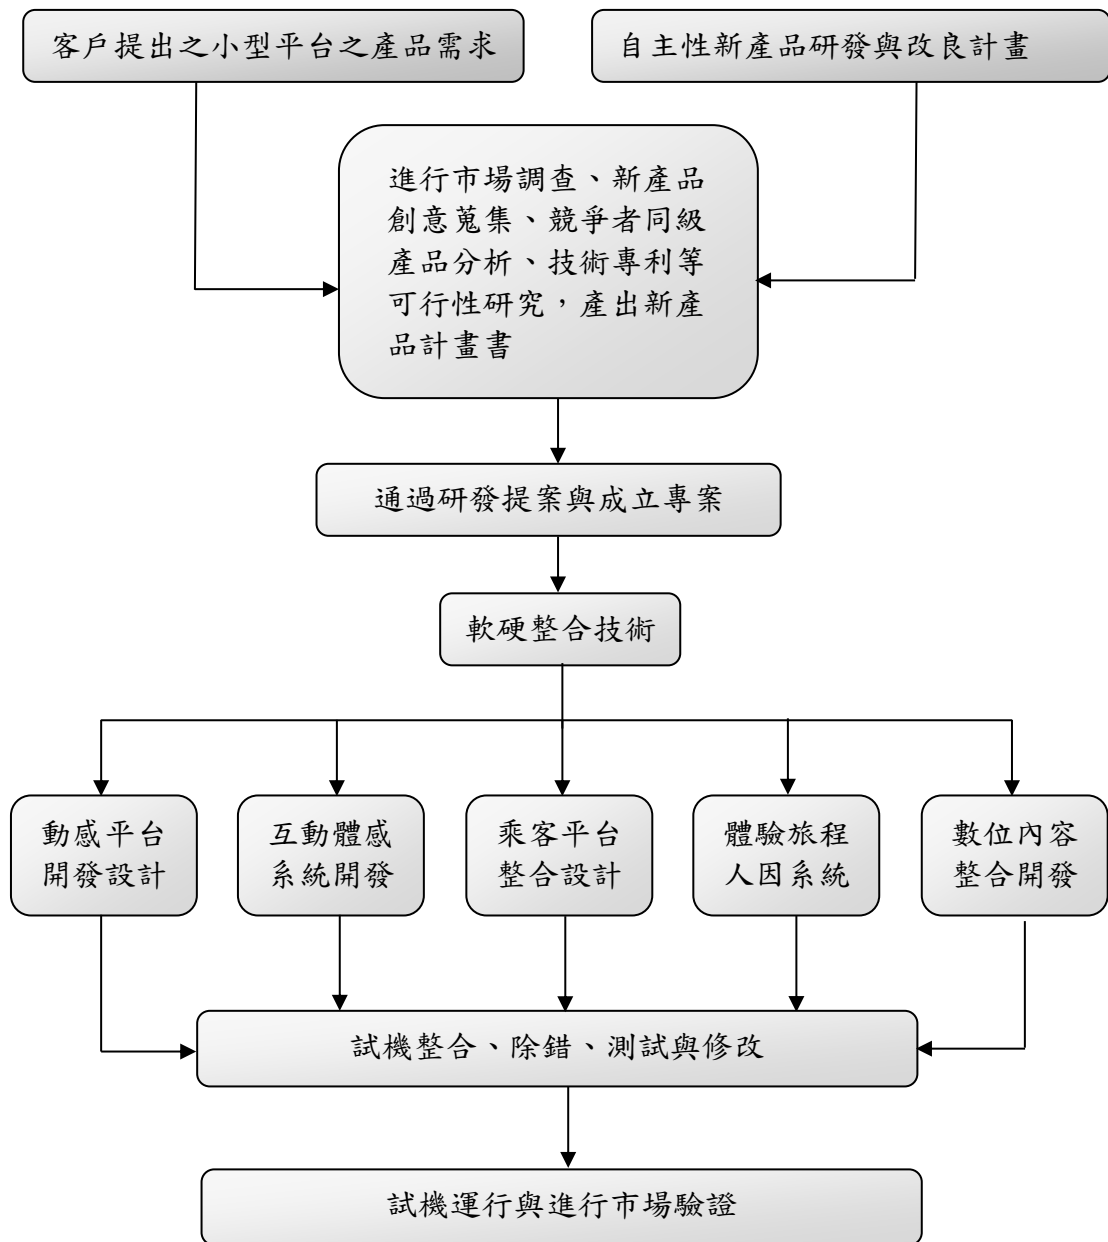 客戶提出之小型平台之產品需求
自主性新產品研發與改良計畫
進行市場調查、新產品
創意蒐集、競爭者同級
產品分析、技術專利等
可行性研究，產出新產
品計畫書
通過研發提案與成立專案
軟硬整合技術
動感平台
開發設計
互動體感
系統開發
乘客平台
整合設計
體驗旅程
人因系統
數位內容
整合開發
試機整合、除錯、測試與修改
試機運行與進行市場驗證